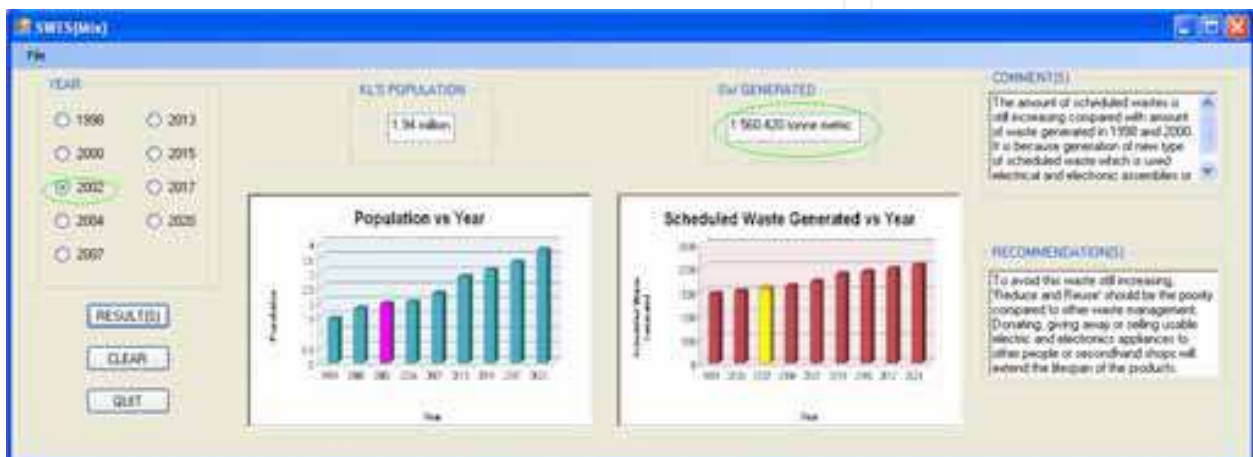 SWES(Mix)
File
YEAR
1998
2000
2002
2004
2007
2013
2015
2017
2020
RESULT(S)
CLEAR
QUIT
KL'S POPULATION
1.94 million
SW GENERATED
1 560.420 tonne metric
Population vs Year
Population
Year
Scheduled Waste Generated vs Year
Scheduled Waste
Generated
Year
COMMENT(S)
The amount of scheduled wastes is
still increasing compared with amount
of waste generated in 1998 and 2000.
It is because generation of new type
of scheduled waste which is used
electrical and electronic assemblies or
RECOMMENDATION(S)
To avoid this waste still increasing,
'Reduce and Reuse' should be the priority
compared to other waste management.
Donating, giving away or selling usable
electric and electronics appliances to
other people or secondhand shops will
extend the lifespan of the products.